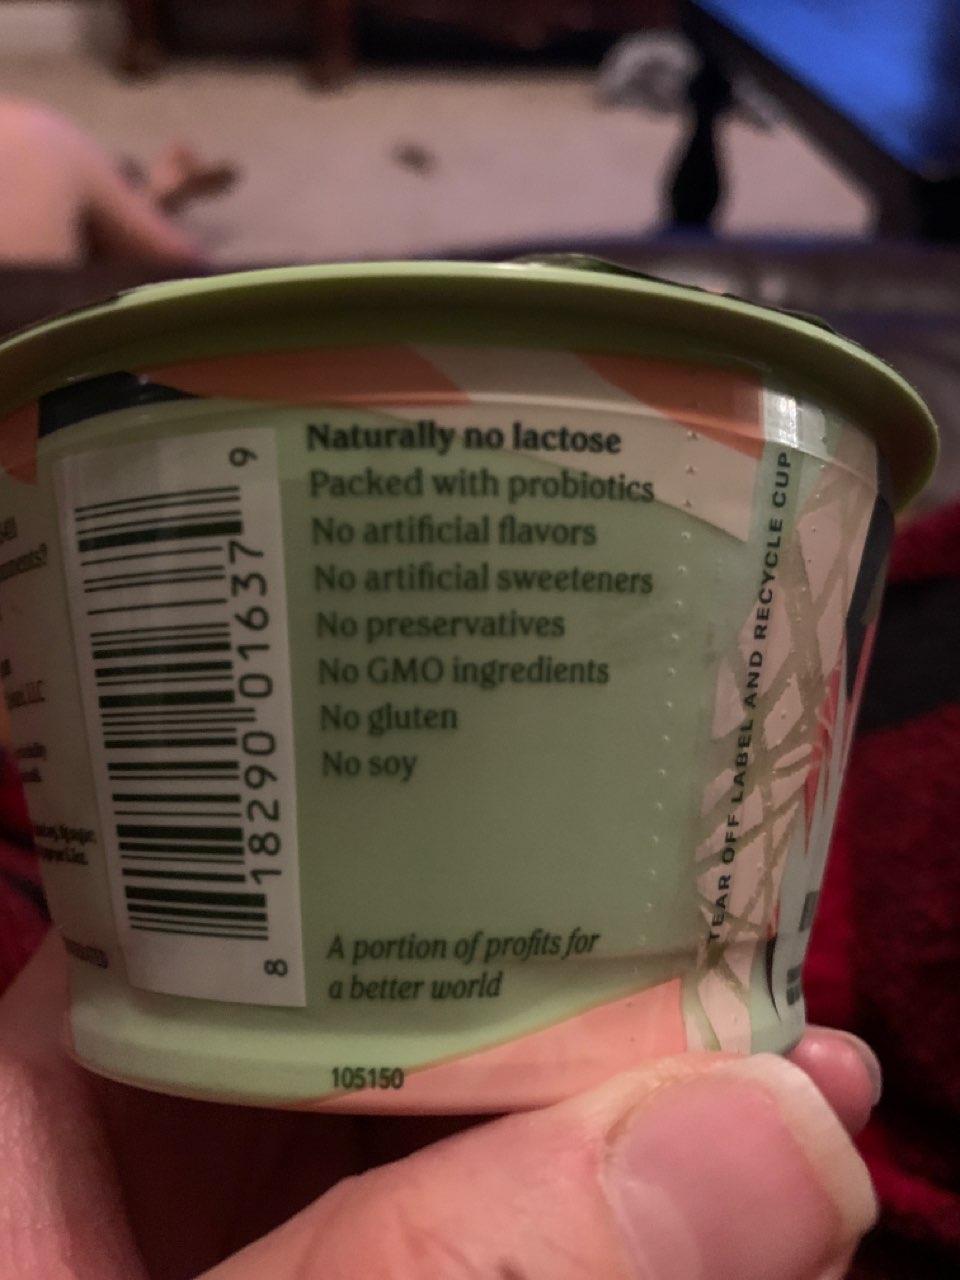 Naturally no lactose
Packed with probiotics
No artificial flavors
No artificial sweeteners
No preservatives
No GMO ingredients
No gluten
No soy
A portion of profits for
a better world
105150
8 18290 01637 9
TEAR OFF LABEL AND RECYCLE CUP
LLC